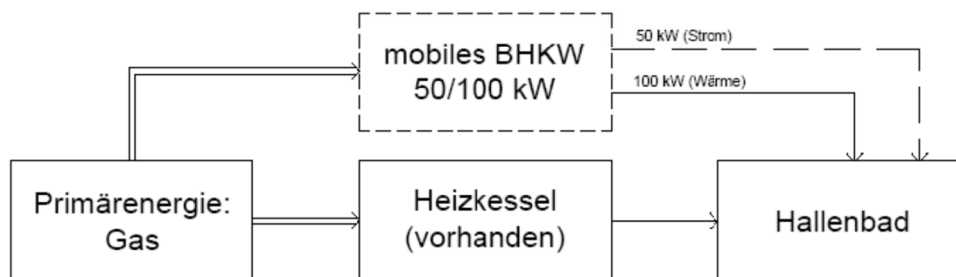 mobiles BHKW
50/100 kW
50 kW (Strom)
100 kW (Wärme)
Primärenergie:
Gas
Heizkessel
(vorhanden)
Hallenbad